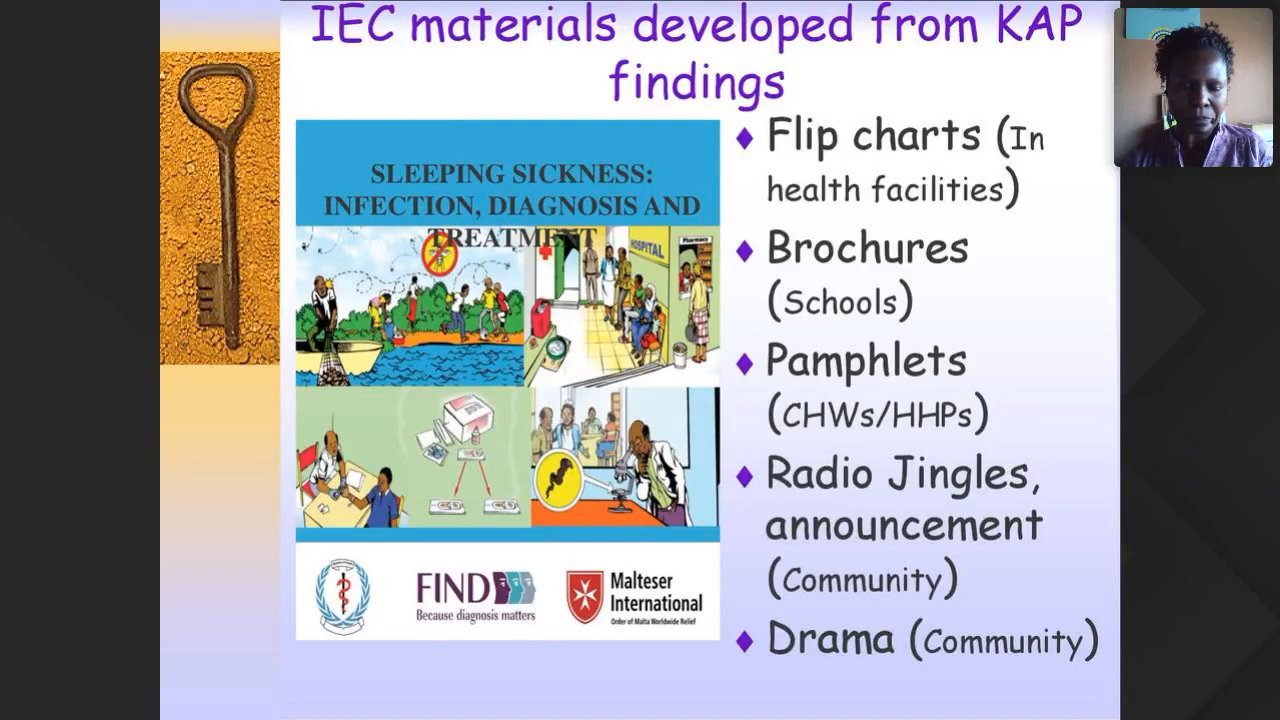 IEC materials developed from KAP
findings
SLEEPING SICKNESS:
INFECTION, DIAGNOSIS AND
TREATMENT
HOSPITAL
Pharmacy
FIND
Because diagnosis matters
Malteser
International
Order of Malta Worldwide Relief
♦ Flip charts (In
health facilities)
♦ Brochures
(Schools)
♦ Pamphlets
(CHWs/HHPs)
♦ Radio Jingles,
announcement
(Community)
♦ Drama (Community)